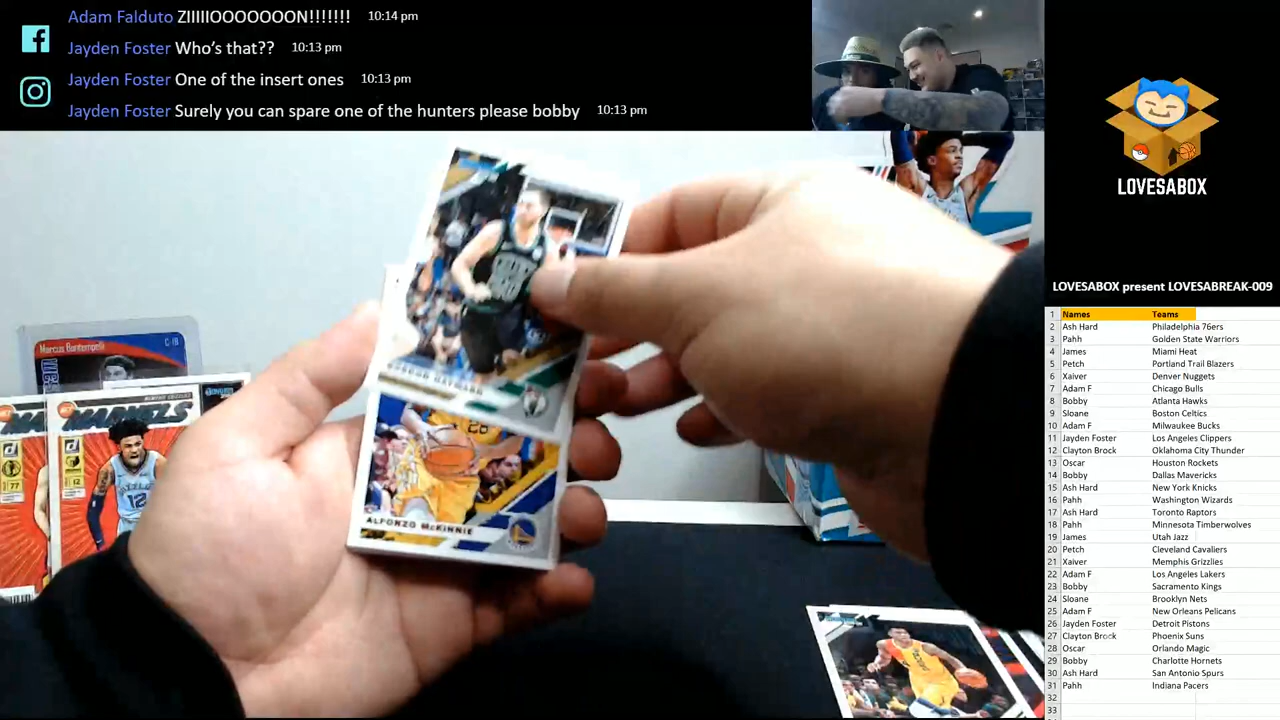 Adam Falduto ZIIIIIOOOOOOON!!!!!!! 10:14 pm
Jayden Foster Who's that?? 10:13 pm
Jayden Foster One of the insert ones 10:13 pm
Jayden Foster Surely you can spare one of the hunters please bobby 10:13 pm
LOVESABOX
LOVESABOX present LOVESABREAK-009
1 Names Teams
2 Ash Hard Philadelphia 76ers
3 Pahh Golden State Warriors
4 James Miami Heat
5 Petch Portland Trail Blazers
6 Xaiver Denver Nuggets
7 Adam F Chicago Bulls
8 Bobby Atlanta Hawks
9 Sloane Boston Celtics
10 Adam F Milwaukee Bucks
11 Jayden Foster Los Angeles Clippers
12 Clayton Brock Oklahoma City Thunder
13 Oscar Houston Rockets
14 Bobby Dallas Mavericks
15 Ash Hard New York Knicks
16 Pahh Washington Wizards
17 Ash Hard Toronto Raptors
18 Pahh Minnesota Timberwolves
19 James Utah Jazz
20 Petch Cleveland Cavaliers
21 Xaiver Memphis Grizzlies
22 Adam F Los Angeles Lakers
23 Bobby Sacramento Kings
24 Sloane Brooklyn Nets
25 Adam F New Orleans Pelicans
26 Jayden Foster Detroit Pistons
27 Clayton Brock Phoenix Suns
28 Oscar Orlando Magic
29 Bobby Charlotte Hornets
30 Ash Hard San Antonio Spurs
31 Pahh Indiana Pacers
32
33
Marcus Bontempelli
MARVELS
12
77
ALFONZO McKINNIE
28